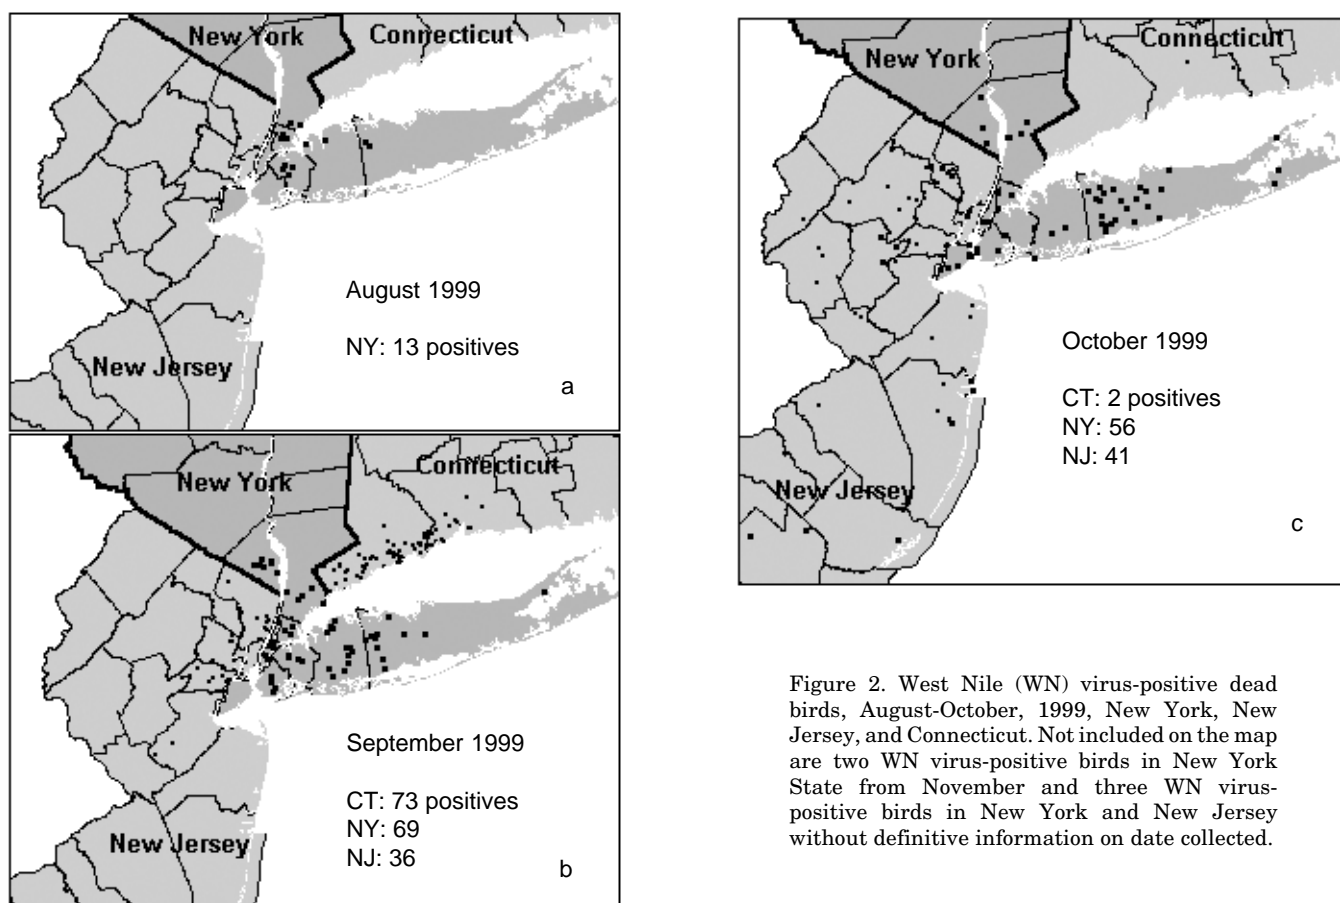 New York
Connecticut
August 1999
NY: 13 positives
New Jersey
a
New York
Connecticut
September 1999
CT: 73 positives
NY: 69
NJ: 36
New Jersey
b
New York
Connecticut
October 1999
CT: 2 positives
NY: 56
NJ: 41
New Jersey
c
Figure 2. West Nile (WN) virus-positive dead
birds, August-October, 1999, New York, New
Jersey, and Connecticut. Not included on the map
are two WN virus-positive birds in New York
State from November and three WN virus-
positive birds in New York and New Jersey
without definitive information on date collected.